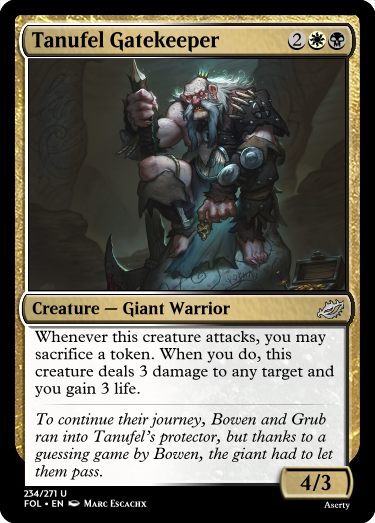 Tanufel Gatekeeper 2
Creature — Giant Warrior
Whenever this creature attacks, you may
sacrifice a token. When you do, this
creature deals 3 damage to any target and
you gain 3 life.
To continue their journey, Bowen and Grub
ran into Tanufel's protector, but thanks to a
guessing game by Bowen, the giant had to let
them pass.
4/3
234/271 U
FOL • EN Marc Escachx
Aserty